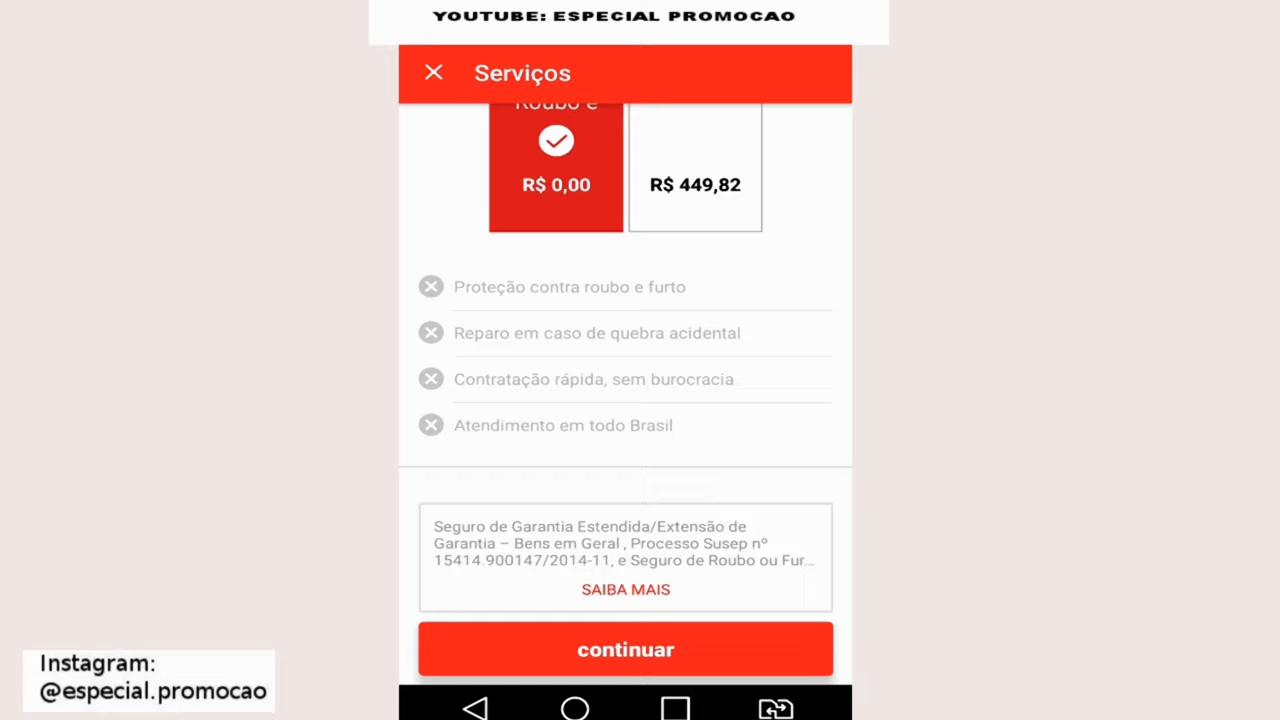 YOUTUBE: ESPECIAL PROMOCAO
Serviços
Roubo e
R$ 0,00
R$ 449,82
Proteção contra roubo e furto
Reparo em caso de quebra acidental
Contratação rápida, sem burocracia
Atendimento em todo Brasil
Seguro de Garantia Estendida/Extensão de
Garantia – Bens em Geral , Processo Susep nº
15414.900147/2014-11, e Seguro de Roubo ou Fur...
SAIBA MAIS
continuar
Instagram:
@especial.promocao